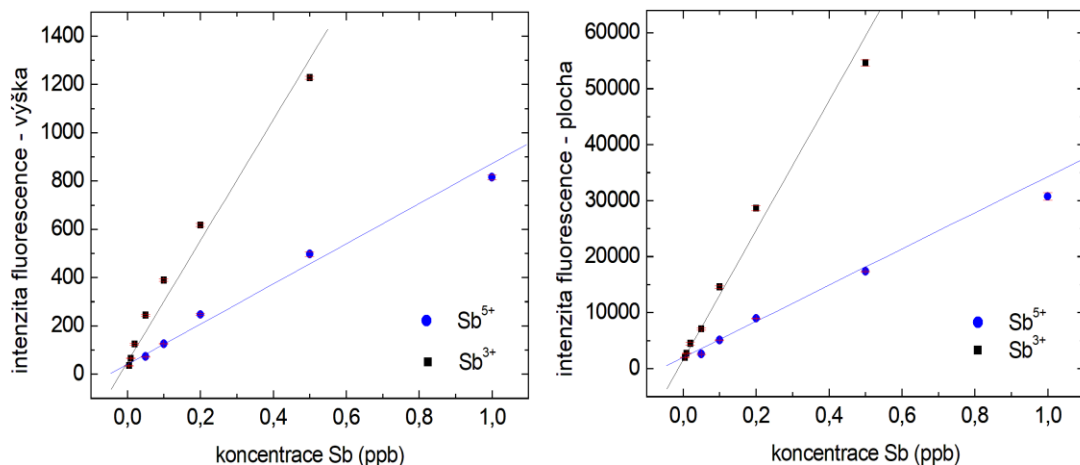 intenzita fluorescence - výška
1400
1200
1000
800
600
400
200
0
0,0 0,2 0,4 0,6 0,8 1,0
koncentrace Sb (ppb)
Sb⁵⁺
Sb³⁺
intenzita fluorescence - plocha
60000
50000
40000
30000
20000
10000
0
0,0 0,2 0,4 0,6 0,8 1,0
koncentrace Sb (ppb)
Sb⁵⁺
Sb³⁺